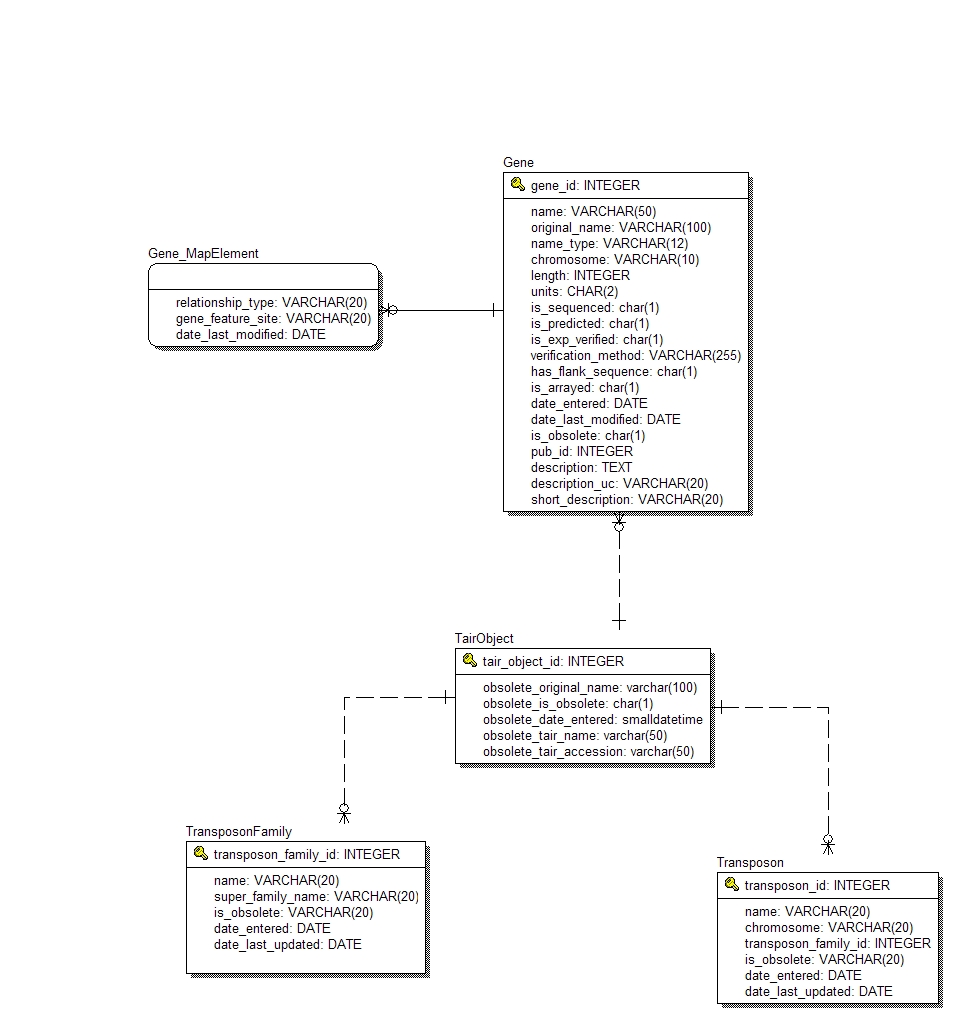 Gene
gene_id: INTEGER
name: VARCHAR(50)
original_name: VARCHAR(100)
name_type: VARCHAR(12)
chromosome: VARCHAR(10)
length: INTEGER
units: CHAR(2)
is_sequenced: char(1)
is_predicted: char(1)
is_exp_verified: char(1)
verification_method: VARCHAR(255)
has_flank_sequence: char(1)
is_arrayed: char(1)
date_entered: DATE
date_last_modified: DATE
is_obsolete: char(1)
pub_id: INTEGER
description: TEXT
description_uc: VARCHAR(20)
short_description: VARCHAR(20)
Gene_MapElement
relationship_type: VARCHAR(20)
gene_feature_site: VARCHAR(20)
date_last_modified: DATE
TairObject
tair_object_id: INTEGER
obsolete_original_name: varchar(100)
obsolete_is_obsolete: char(1)
obsolete_date_entered: smalldatetime
obsolete_tair_name: varchar(50)
obsolete_tair_accession: varchar(50)
TransposonFamily
transposon_family_id: INTEGER
name: VARCHAR(20)
super_family_name: VARCHAR(20)
is_obsolete: VARCHAR(20)
date_entered: DATE
date_last_updated: DATE
Transposon
transposon_id: INTEGER
name: VARCHAR(20)
chromosome: VARCHAR(20)
transposon_family_id: INTEGER
is_obsolete: VARCHAR(20)
date_entered: DATE
date_last_updated: DATE